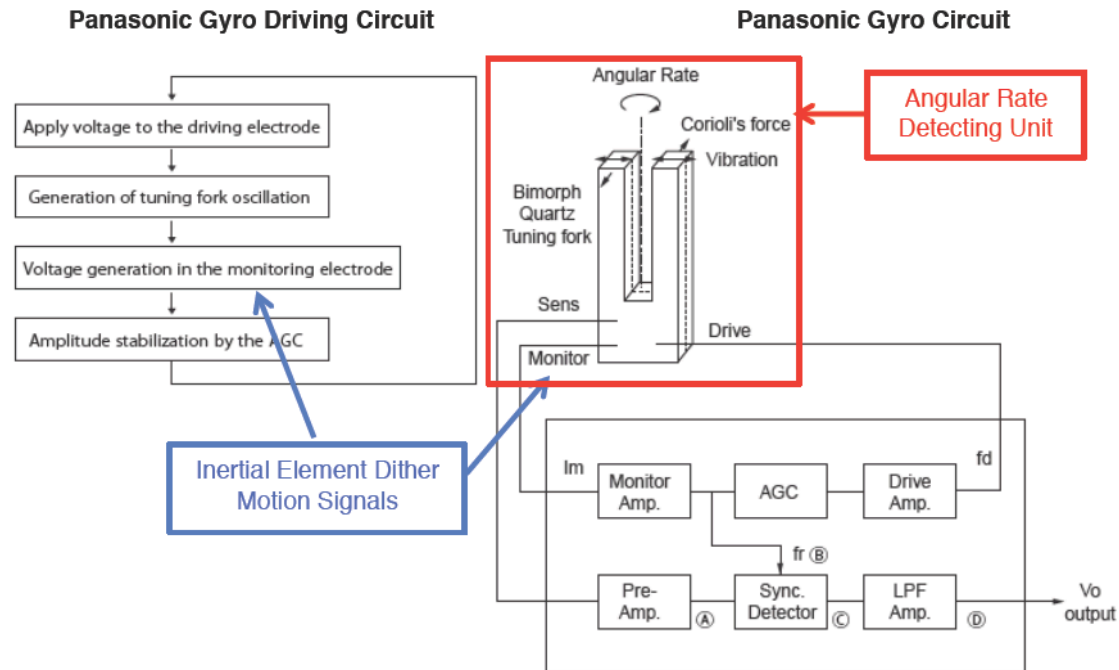 Panasonic Gyro Driving Circuit
Panasonic Gyro Circuit
Apply voltage to the driving electrode
Generation of tuning fork oscillation
Voltage generation in the monitoring electrode
Amplitude stabilization by the AGC
Inertial Element Dither
Motion Signals
Angular Rate
Corioli's force
Vibration
Bimorph
Quartz
Tuning fork
Sens
Drive
Monitor
Angular Rate
Detecting Unit
Im
Monitor
Amp.
AGC
Drive
Amp.
fd
fr Ⓑ
Pre-
Amp.
Ⓐ
Sync.
Detector
Ⓒ
LPF
Amp.
Ⓓ
Vo
output